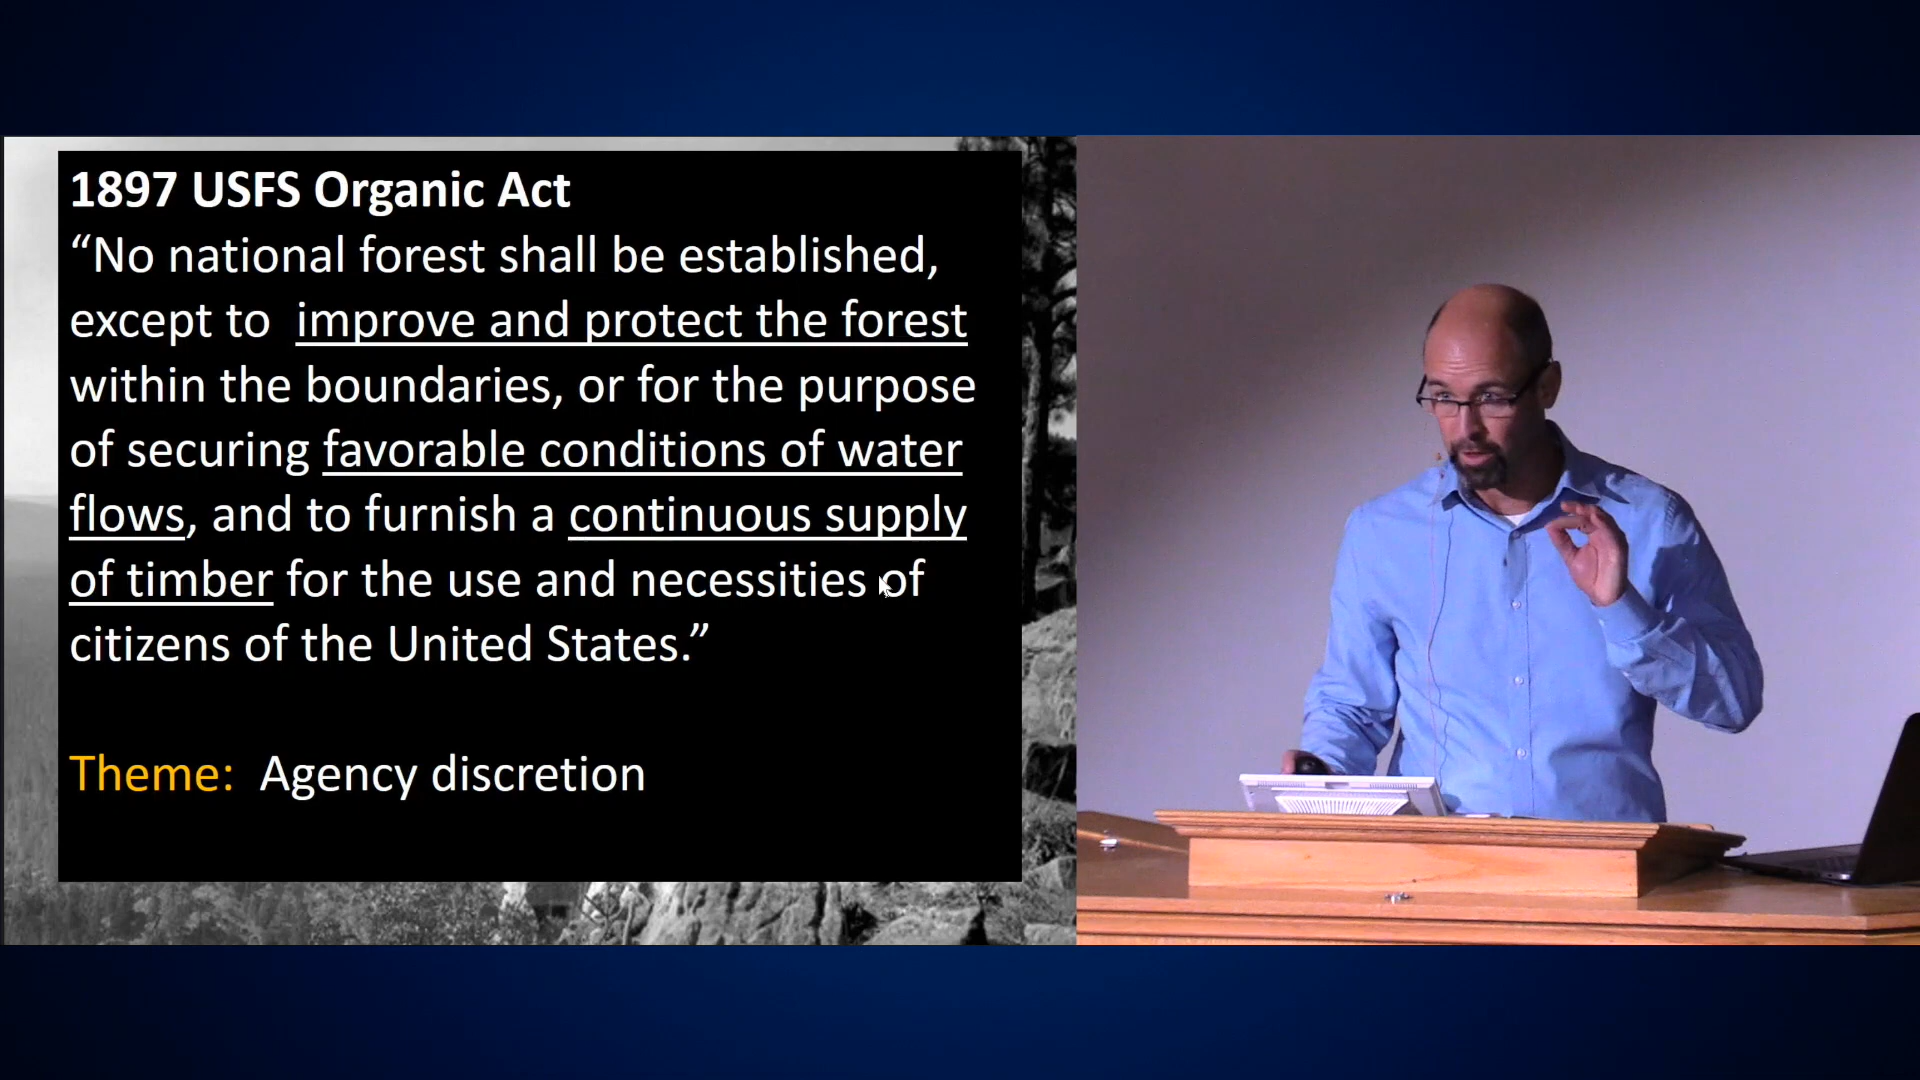 1897 USFS Organic Act
“No national forest shall be established,
except to  improve and protect the forest
within the boundaries, or for the purpose
of securing favorable conditions of water
flows, and to furnish a continuous supply
of timber for the use and necessities of
citizens of the United States.”
Theme:  Agency discretion